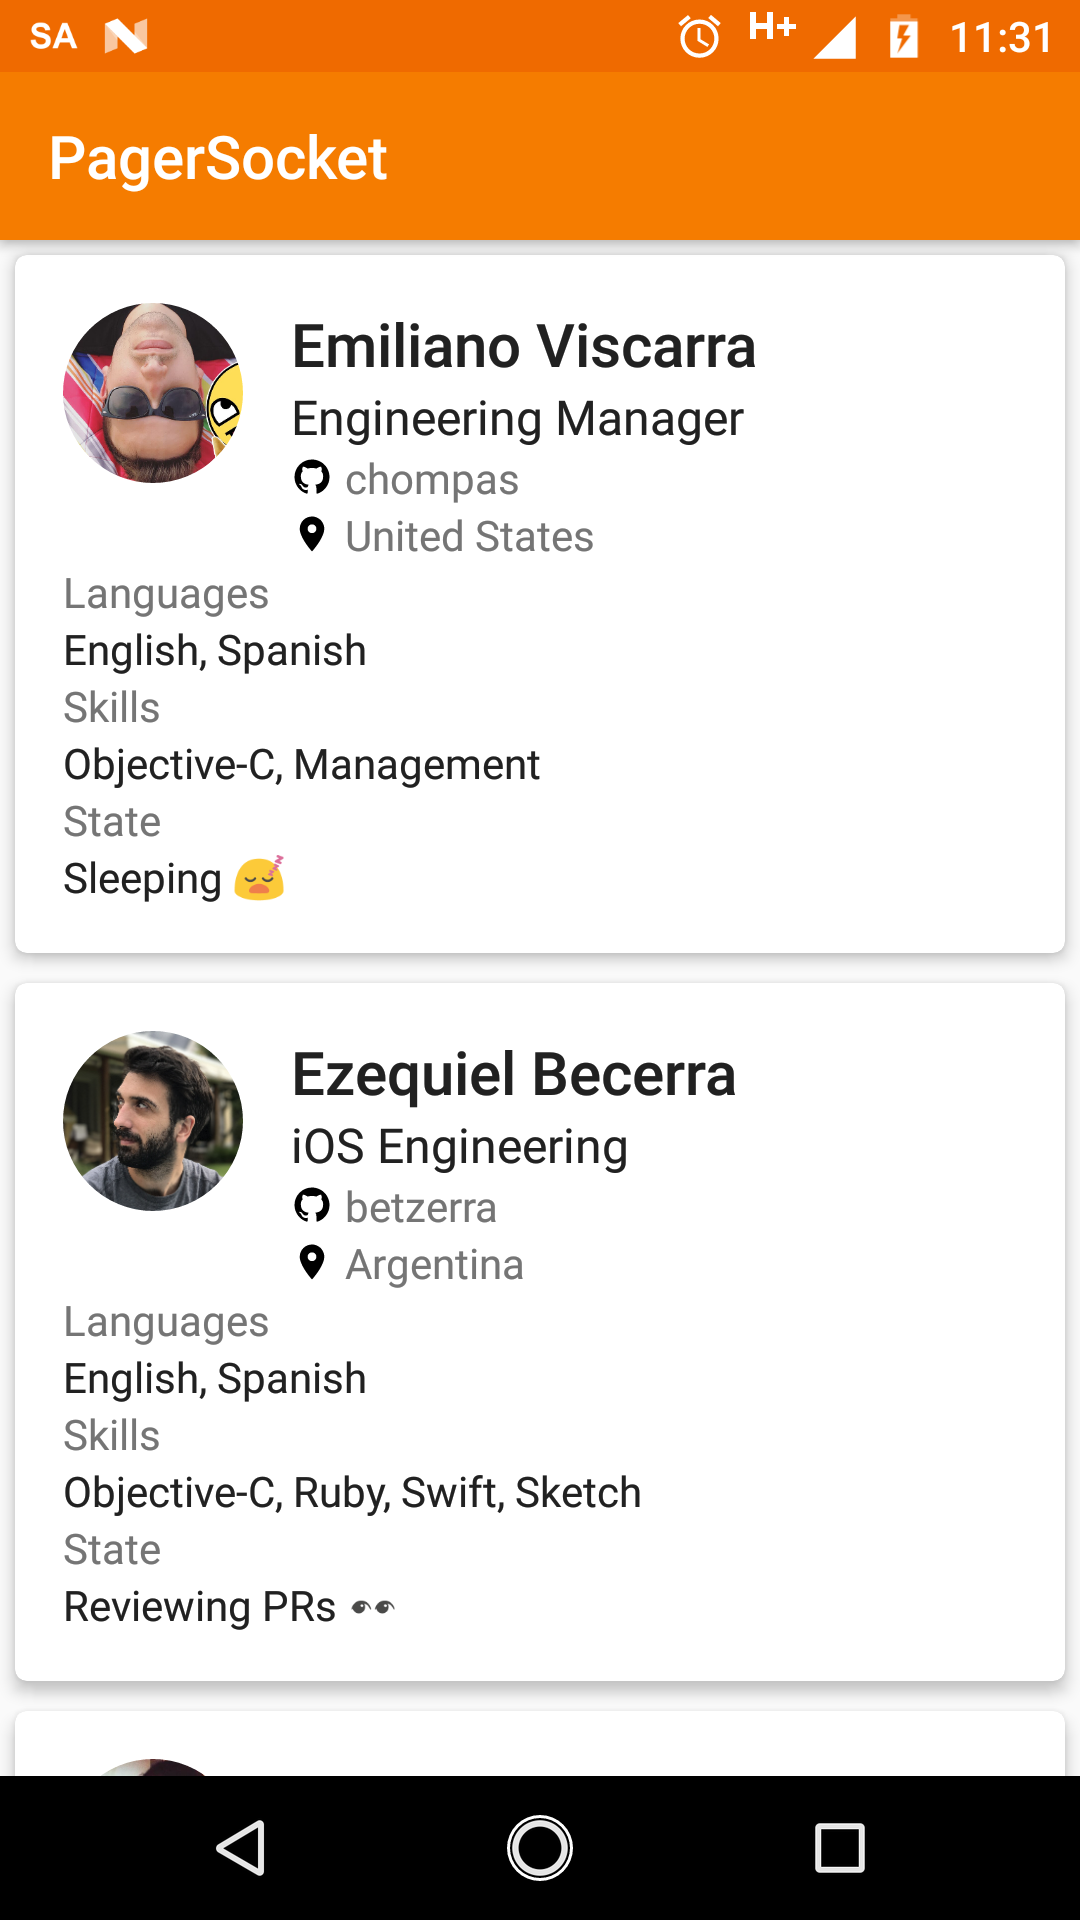 SA H+ 11:31
PagerSocket
Emiliano Viscarra
Engineering Manager
chompas
United States
Languages
English, Spanish
Skills
Objective-C, Management
State
Sleeping 😴
Ezequiel Becerra
iOS Engineering
betzerra
Argentina
Languages
English, Spanish
Skills
Objective-C, Ruby, Swift, Sketch
State
Reviewing PRs 👀